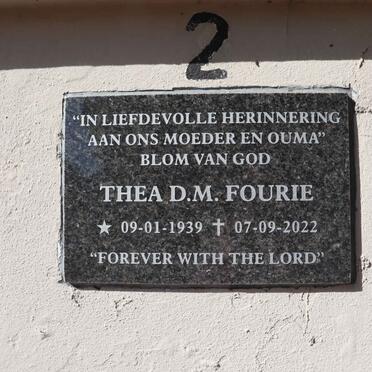 2
“IN LIEFDEVOLLE HERINNERING
AAN ONS MOEDER EN OUMA”
BLOM VAN GOD
THEA D.M. FOURIE
★ 09-01-1939 ✝ 07-09-2022
“FOREVER WITH THE LORD”